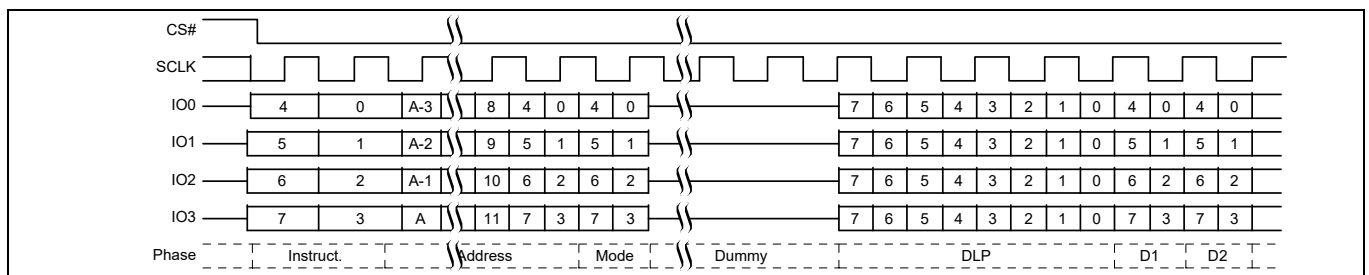 CS#
SCLK
IO0 4 0 A-3 8 4 0 4 0 7 6 5 4 3 2 1 0 4 0 4 0
IO1 5 1 A-2 9 5 1 5 1 7 6 5 4 3 2 1 0 5 1 5 1
IO2 6 2 A-1 10 6 2 6 2 7 6 5 4 3 2 1 0 6 2 6 2
IO3 7 3 A 11 7 3 7 3 7 6 5 4 3 2 1 0 7 3 7 3
Phase Instruct. Address Mode Dummy DLP D1 D2